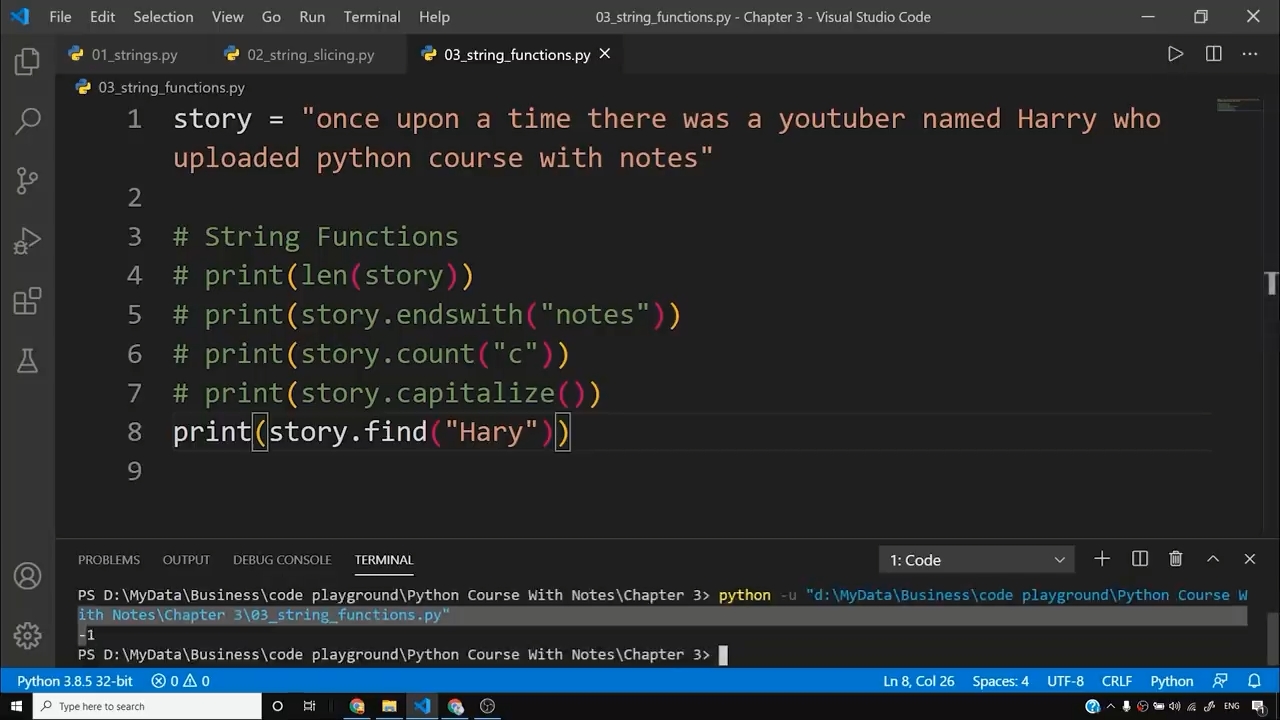 File Edit Selection View Go Run Terminal Help 03_string_functions.py - Chapter 3 - Visual Studio Code
01_strings.py 02_string_slicing.py 03_string_functions.py
03_string_functions.py
1 story = "once upon a time there was a youtuber named Harry who
uploaded python course with notes"
2
3 # String Functions
4 # print(len(story))
5 # print(story.endswith("notes"))
6 # print(story.count("c"))
7 # print(story.capitalize())
8 print(story.find("Hary"))
9
PROBLEMS OUTPUT DEBUG CONSOLE TERMINAL 1: Code
PS D:\MyData\Business\code playground\Python Course With Notes\Chapter 3> python -u "d:\MyData\Business\code playground\Python Course W
ith Notes\Chapter 3\03_string_functions.py"
-1
PS D:\MyData\Business\code playground\Python Course With Notes\Chapter 3>
Python 3.8.5 32-bit 0 0 Ln 8, Col 26 Spaces: 4 UTF-8 CRLF Python
Type here to search ENG